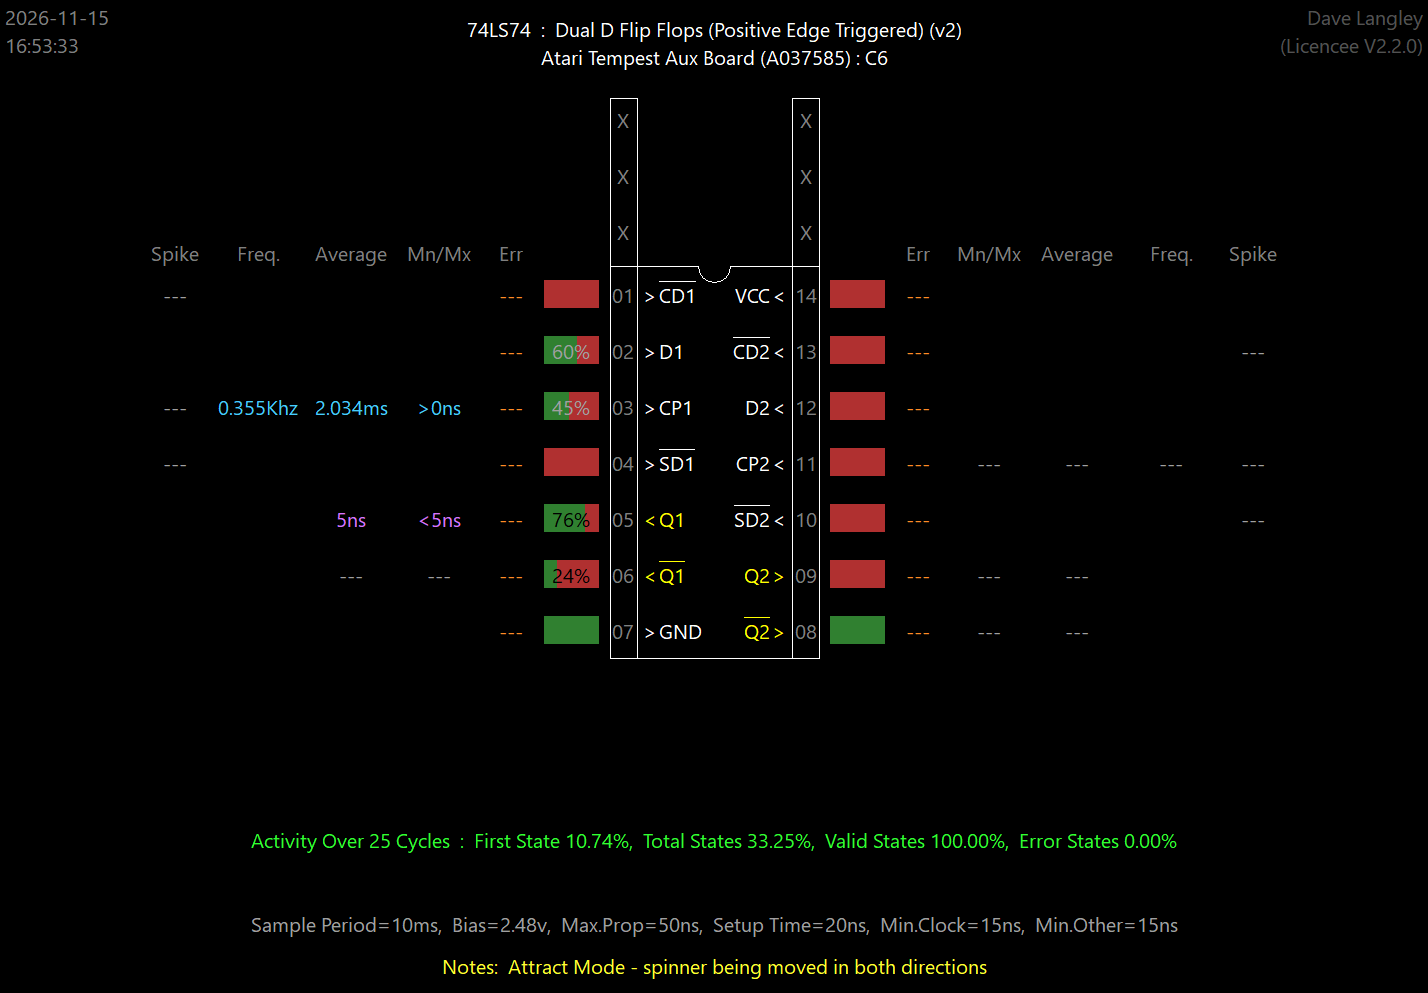 2026-11-15
16:53:33
74LS74 : Dual D Flip Flops (Positive Edge Triggered) (v2)
Atari Tempest Aux Board (A037585) : C6
Dave Langley
(Licencee V2.2.0)
X X
X X
X X
Spike Freq. Average Mn/Mx Err Err Mn/Mx Average Freq. Spike
--- --- 01 > CD1 VCC < 14 ---
--- 60% 02 > D1 CD2 < 13 --- ---
--- 0.355Khz 2.034ms >0ns --- 45% 03 > CP1 D2 < 12 ---
--- --- 04 > SD1 CP2 < 11 --- --- --- --- ---
5ns <5ns --- 76% 05 < Q1 SD2 < 10 --- ---
--- --- --- 24% 06 < Q1 Q2 > 09 --- --- ---
--- 07 > GND Q2 > 08 --- --- ---
Activity Over 25 Cycles : First State 10.74%, Total States 33.25%, Valid States 100.00%, Error States 0.00%
Sample Period=10ms, Bias=2.48v, Max.Prop=50ns, Setup Time=20ns, Min.Clock=15ns, Min.Other=15ns
Notes: Attract Mode - spinner being moved in both directions